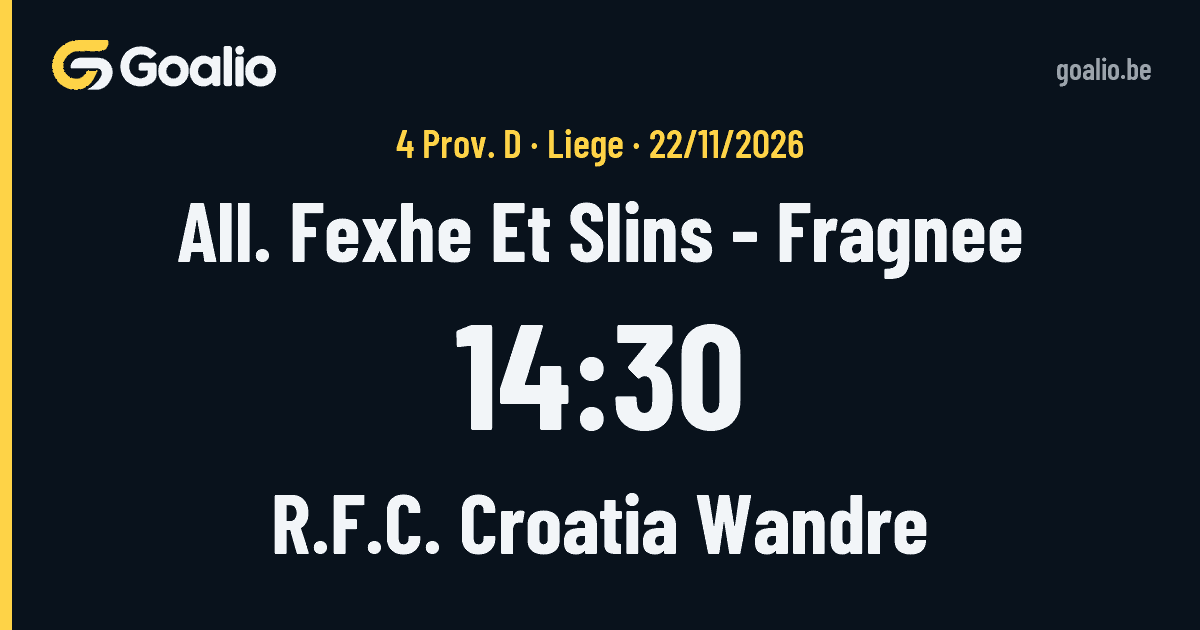 Goalio
goalio.be
4 Prov. D · Liege · 22/11/2026
All. Fexhe Et Slins - Fragnee
14:30
R.F.C. Croatia Wandre